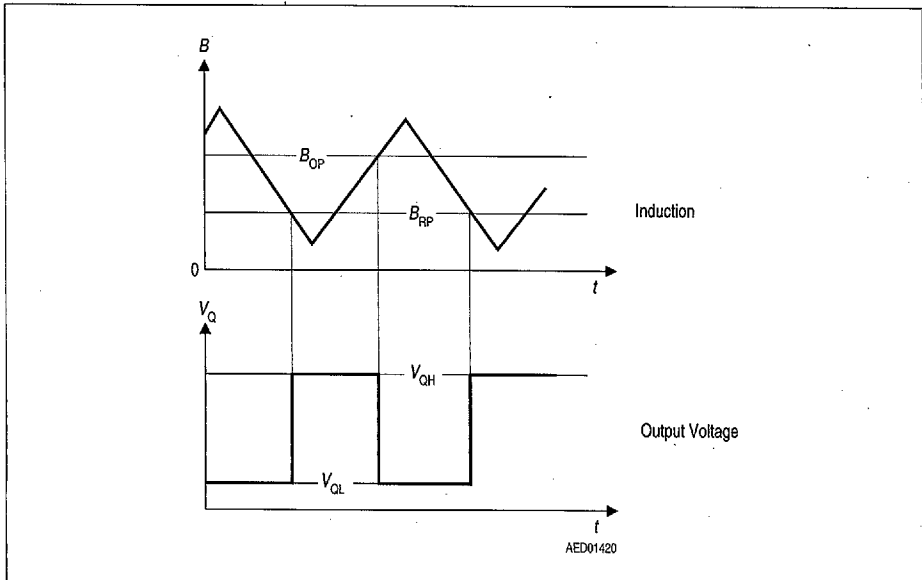 B
B_OP
B_RP
Induction
0
t
V_Q
V_QH
Output Voltage
V_QL
t
AED01420